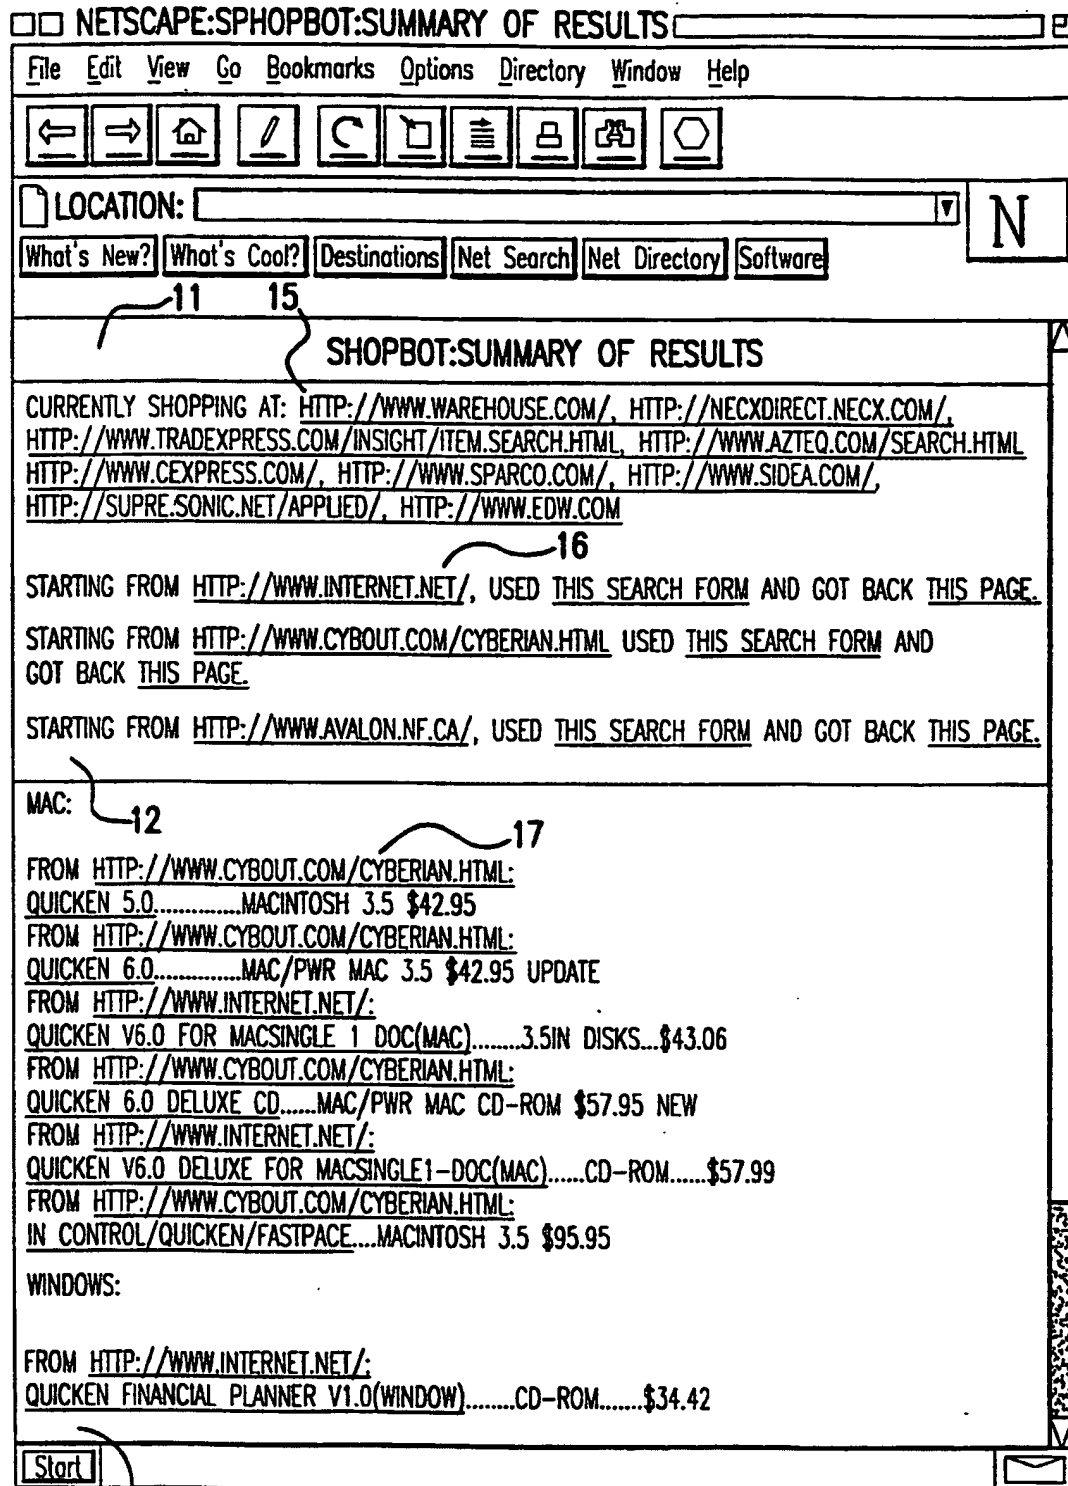 NETSCAPE:SPHOPBOT:SUMMARY OF RESULTS
File Edit View Go Bookmarks Options Directory Window Help
LOCATION:
N
What's New? What's Cool? Destinations Net Search Net Directory Software
11 15
SHOPBOT:SUMMARY OF RESULTS
CURRENTLY SHOPPING AT: HTTP://WWW.WAREHOUSE.COM/, HTTP://NECXDIRECT.NECX.COM/,
HTTP://WWW.TRADEXPRESS.COM/INSIGHT/ITEM.SEARCH.HTML, HTTP://WWW.AZTEQ.COM/SEARCH.HTML
HTTP://WWW.CEXPRESS.COM/, HTTP://WWW.SPARCO.COM/, HTTP://WWW.SIDEA.COM/,
HTTP://SUPRE.SONIC.NET/APPLIED/, HTTP://WWW.EDW.COM
16
STARTING FROM HTTP://WWW.INTERNET.NET/, USED THIS SEARCH FORM AND GOT BACK THIS PAGE.
STARTING FROM HTTP://WWW.CYBOUT.COM/CYBERIAN.HTML USED THIS SEARCH FORM AND
GOT BACK THIS PAGE.
STARTING FROM HTTP://WWW.AVALON.NF.CA/, USED THIS SEARCH FORM AND GOT BACK THIS PAGE.
MAC:
12
17
FROM HTTP://WWW.CYBOUT.COM/CYBERIAN.HTML:
QUICKEN 5.0..............MACINTOSH 3.5 $42.95
FROM HTTP://WWW.CYBOUT.COM/CYBERIAN.HTML:
QUICKEN 6.0..............MAC/PWR MAC 3.5 $42.95 UPDATE
FROM HTTP://WWW.INTERNET.NET/:
QUICKEN V6.0 FOR MACSINGLE 1 DOC(MAC)........3.5IN DISKS...$43.06
FROM HTTP://WWW.CYBOUT.COM/CYBERIAN.HTML:
QUICKEN 6.0 DELUXE CD......MAC/PWR MAC CD-ROM $57.95 NEW
FROM HTTP://WWW.INTERNET.NET/:
QUICKEN V6.0 DELUXE FOR MACSINGLE1-DOC(MAC)......CD-ROM......$57.99
FROM HTTP://WWW.CYBOUT.COM/CYBERIAN.HTML:
IN CONTROL/QUICKEN/FASTPACE....MACINTOSH 3.5 $95.95
WINDOWS:
FROM HTTP://WWW.INTERNET.NET/:
QUICKEN FINANCIAL PLANNER V1.0(WINDOW)........CD-ROM.......$34.42
Start